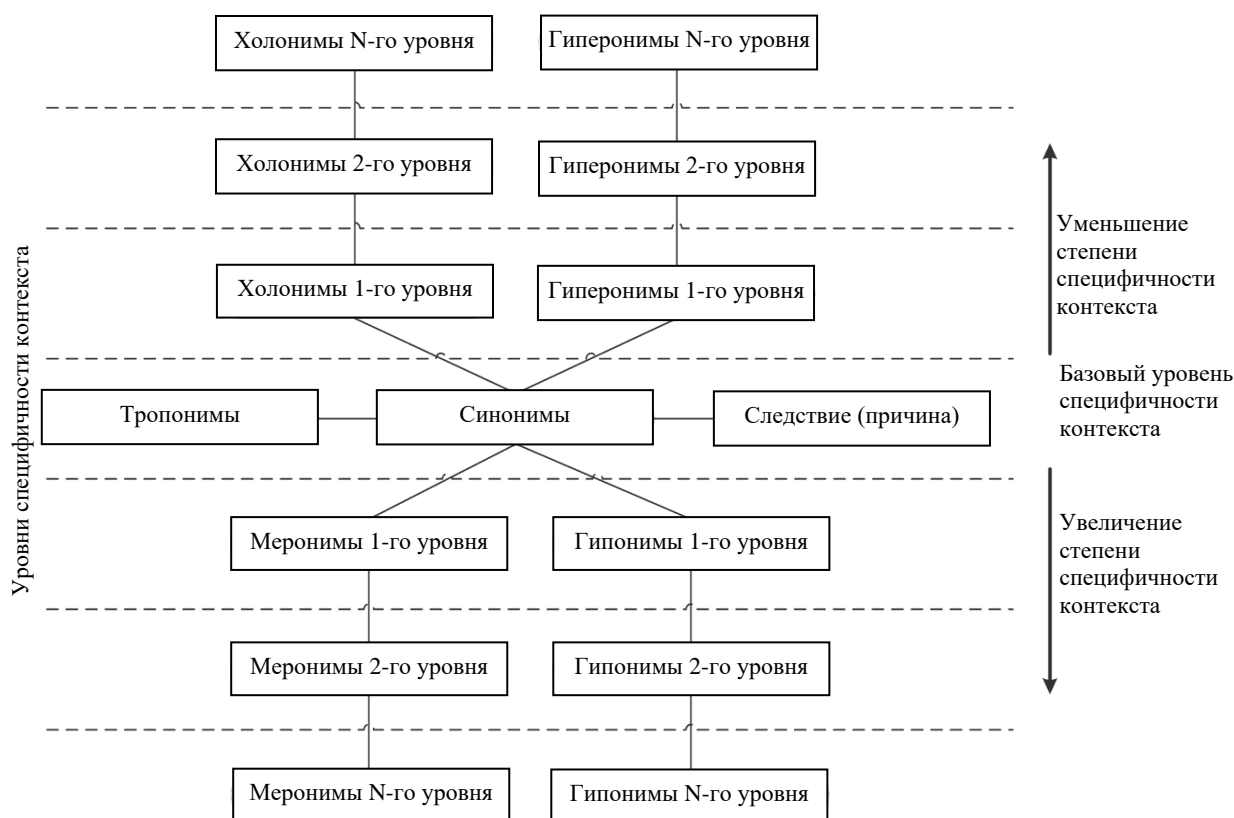 Холонимы N-го уровня
Гиперонимы N-го уровня
Холонимы 2-го уровня
Гиперонимы 2-го уровня
Холонимы 1-го уровня
Гиперонимы 1-го уровня
Уменьшение
степени
специфичности
контекста
Уровни специфичности контекста
Тропонимы
Синонимы
Следствие (причина)
Базовый уровень
специфичности
контекста
Меронимы 1-го уровня
Гипонимы 1-го уровня
Увеличение
степени
специфичности
контекста
Меронимы 2-го уровня
Гипонимы 2-го уровня
Меронимы N-го уровня
Гипонимы N-го уровня